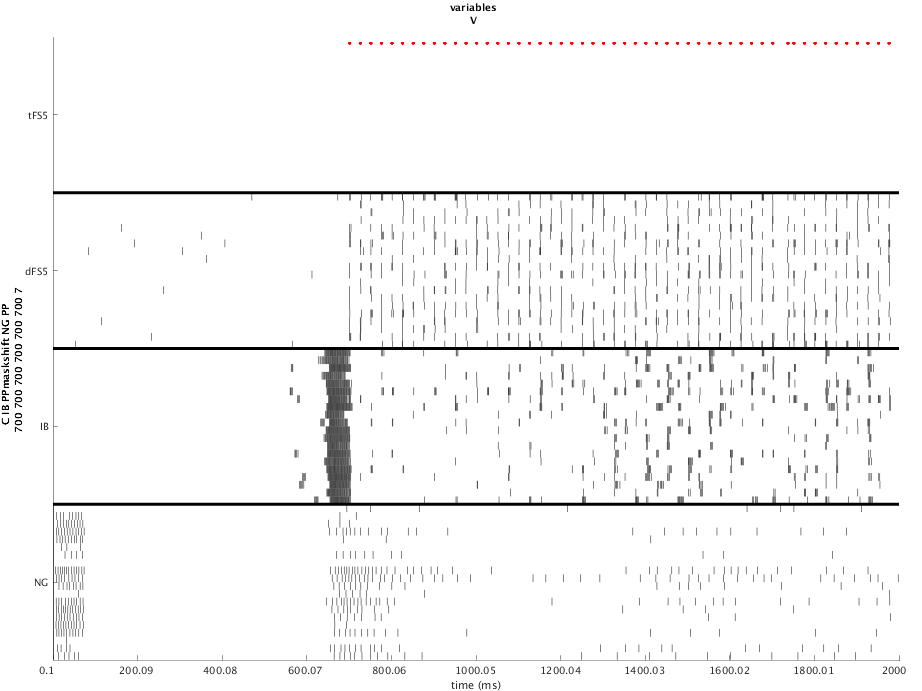 variables
V
tFS5
dFS5
IB
NG
C IB PPmaskshift NG PP
700 700 700 700 700 700 700 7
0.1 200.09 400.08 600.07 800.06 1000.05 1200.04 1400.03 1600.02 1800.01 2000
time (ms)